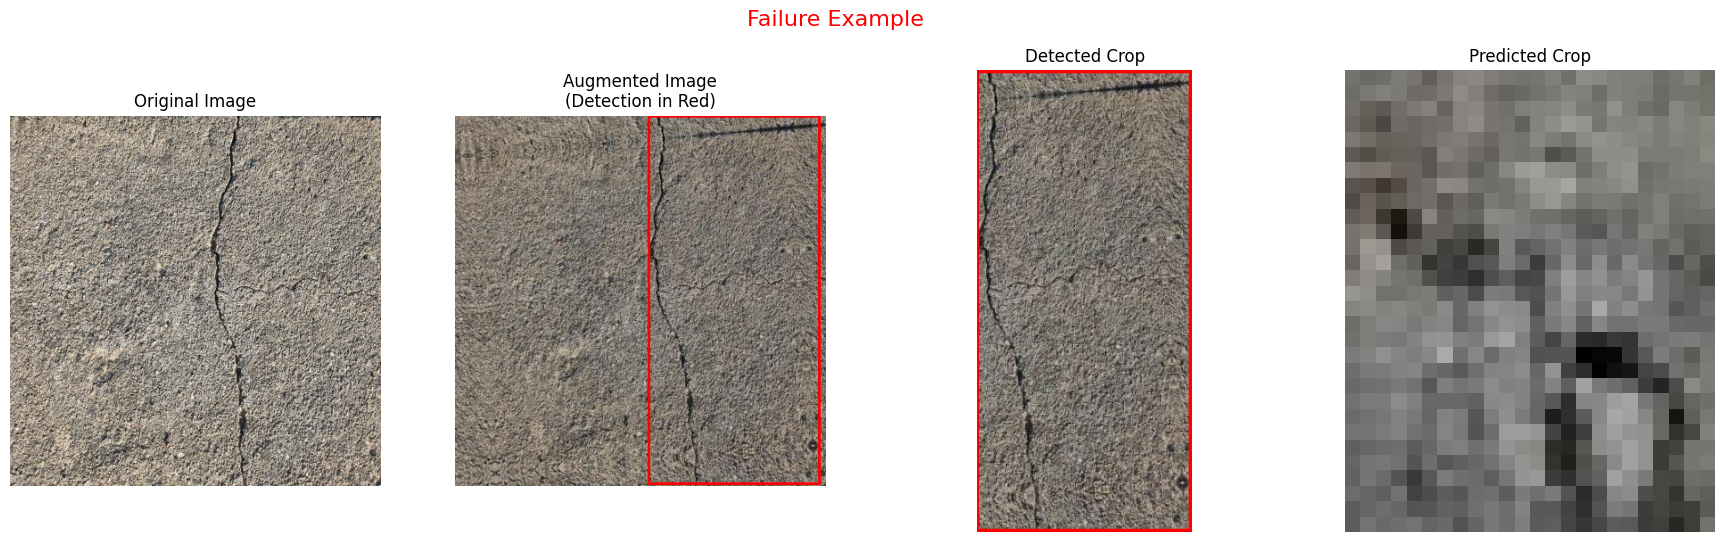 Failure Example
Original Image
Augmented Image
(Detection in Red)
Detected Crop
Predicted Crop